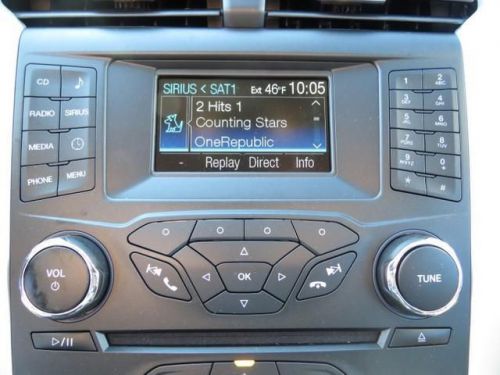 SIRIUS < SAT1 Ext 46°F 10:05
2 Hits 1
Counting Stars
OneRepublic
- Replay Direct Info
CD
RADIO SIRIUS
MEDIA
PHONE MENU
1 2 ABC
3 DEF 4 GHI
5 JKL 6 MNO
7 PQRS 8 TUV
9 WXYZ 0 +
* #
VOL
OK
TUNE